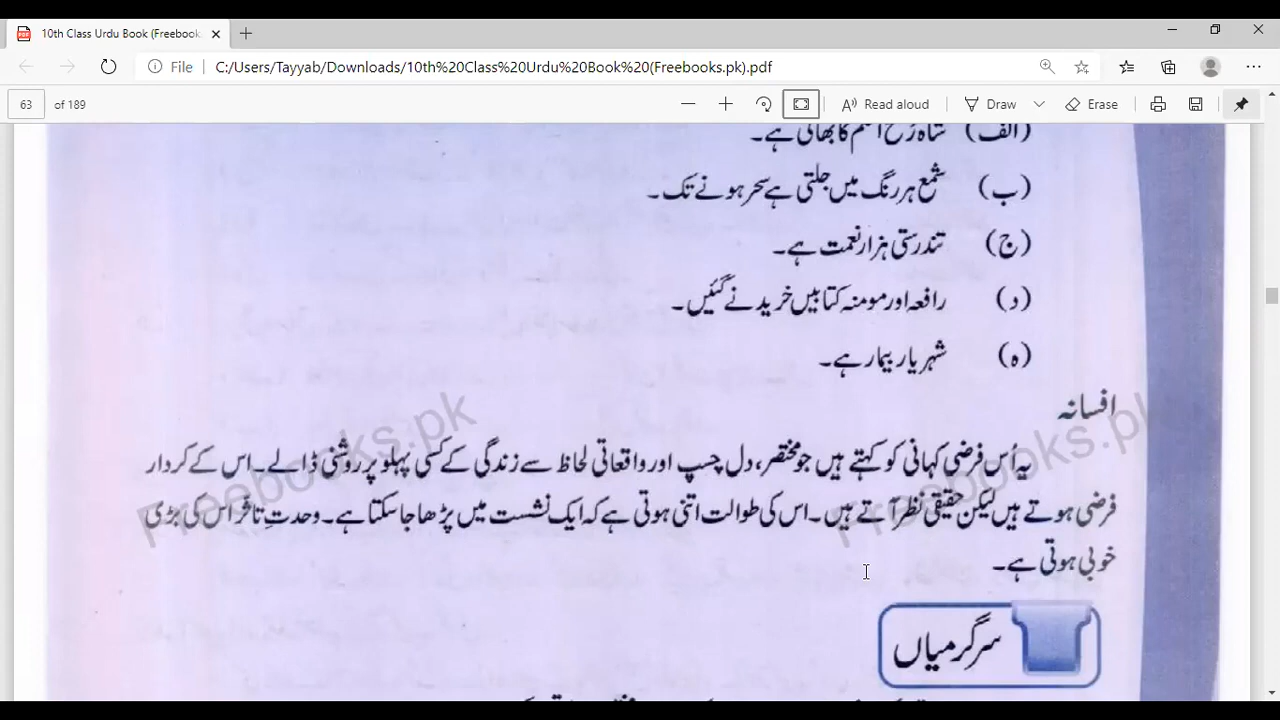 10th Class Urdu Book (Freebook
File C:/Users/Tayyab/Downloads/10th%20Class%20Urdu%20Book%20(Freebooks.pk).pdf
63 of 189 Read aloud Draw Erase
(الف) شاہ رخ اسلم کا بھائی ہے۔
(ب) شمع ہر رنگ میں جلتی ہے سحر ہونے تک۔
(ج) تندرستی ہزار نعمت ہے۔
(د) رافعہ اور مومنہ کتابیں خریدنے گئیں۔
(ہ) شہریار بیمار ہے۔
افسانہ
یہ اُس فرضی کہانی کو کہتے ہیں جو مختصر، دل چسپ اور واقعاتی لحاظ سے زندگی کے کسی پہلو پر روشنی ڈالے۔ اس کے کردار
فرضی ہوتے ہیں لیکن حقیقی نظر آتے ہیں۔ اس کی طوالت اتنی ہوتی ہے کہ ایک نشست میں پڑھا جا سکتا ہے۔ وحدتِ تاثر اس کی بڑی
خوبی ہوتی ہے۔
Freebooks.pk
Freebooks.pk
سرگرمیاں